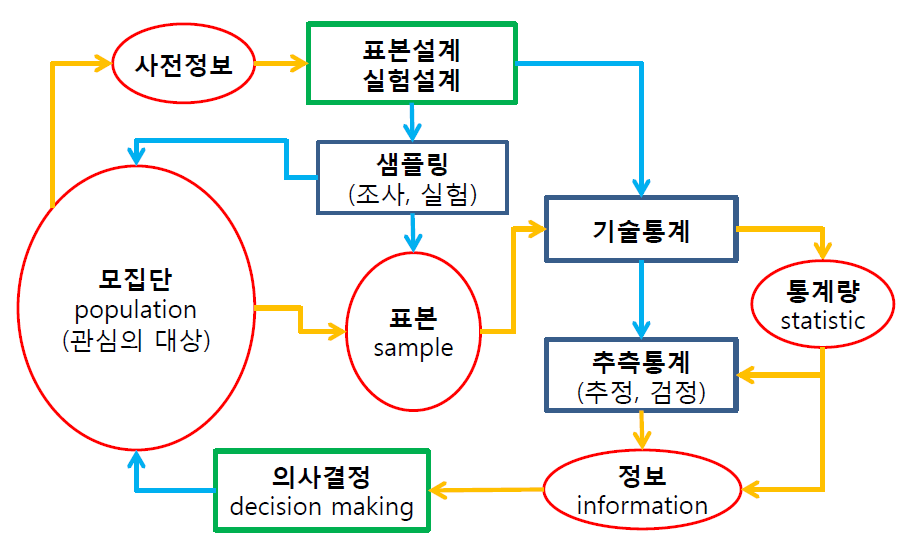 사전정보
표본설계
실험설계
샘플링
(조사, 실험)
기술통계
모집단
population
(관심의 대상)
표본
sample
통계량
statistic
추측통계
(추정, 검정)
의사결정
decision making
정보
information